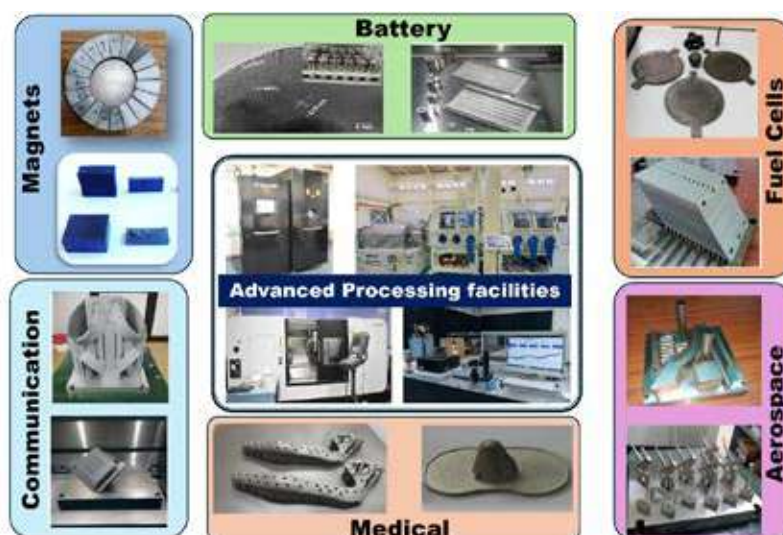 Battery
Magnets
Fuel Cells
Advanced Processing facilities
Communication
Aerospace
Medical